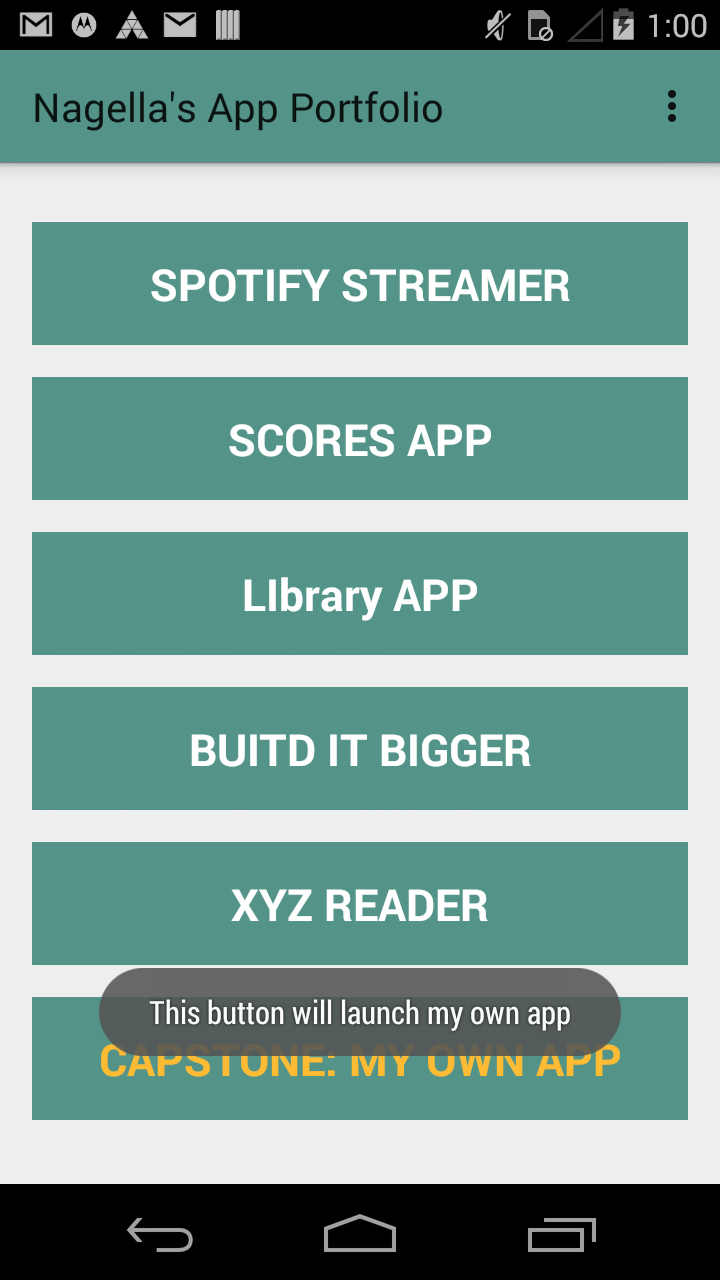 1:00
Nagella's App Portfolio
SPOTIFY STREAMER
SCORES APP
LIbrary APP
BUITD IT BIGGER
XYZ READER
This button will launch my own app
CAPSTONE: MY OWN APP